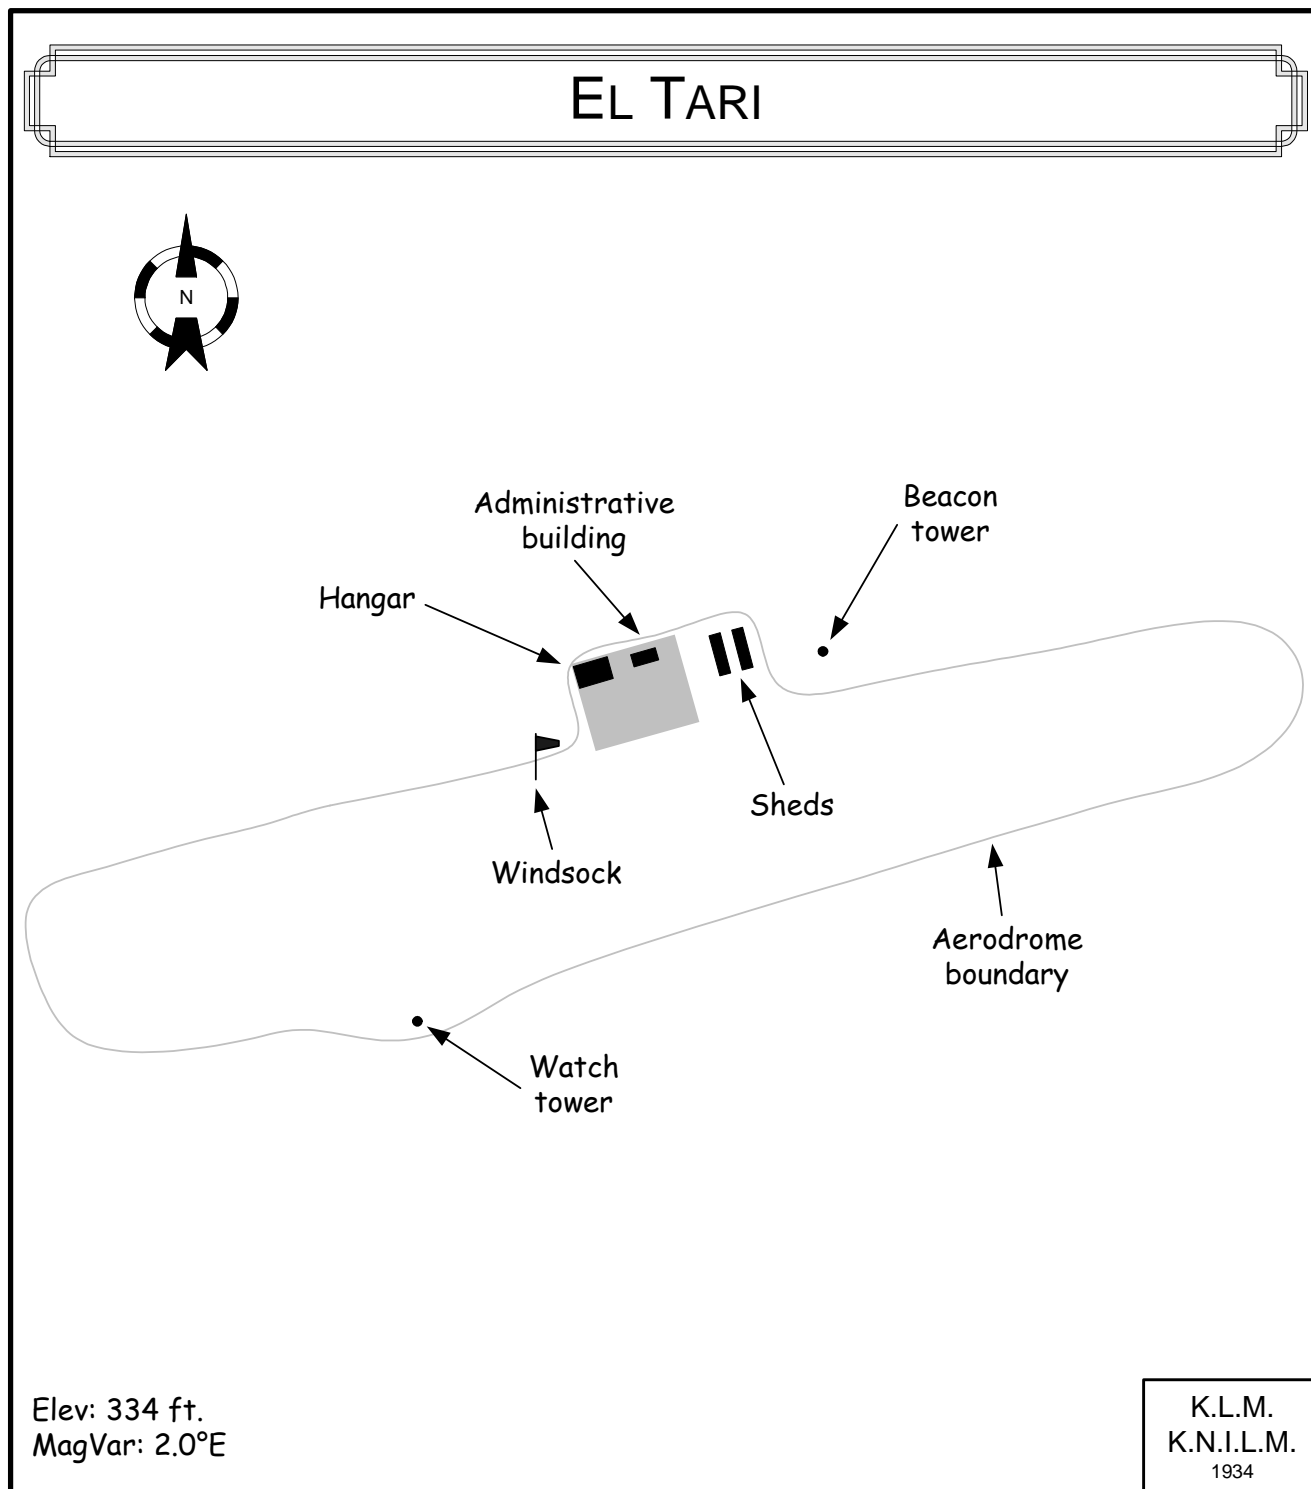 EL TARI
N
Administrative
building
Beacon
tower
Hangar
Sheds
Windsock
Aerodrome
boundary
Watch
tower
Elev: 334 ft.
MagVar: 2.0°E
K.L.M.
K.N.I.L.M.
1934